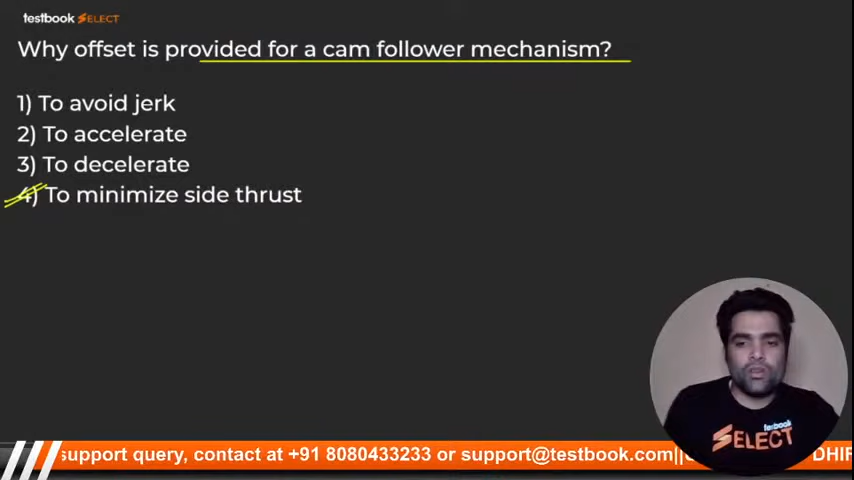 testbook SELECT
Why offset is provided for a cam follower mechanism?
1) To avoid jerk
2) To accelerate
3) To decelerate
4) To minimize side thrust
testbook
SELECT
support query, contact at +91 8080433233 or support@testbook.com||